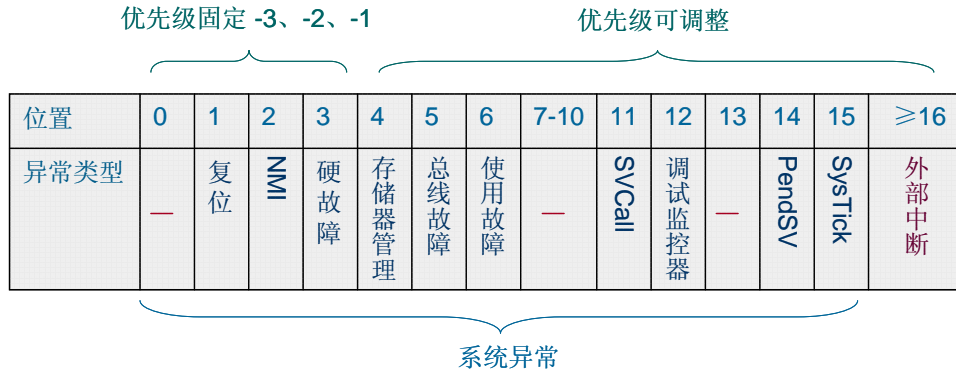 优先级固定 -3、-2、-1 优先级可调整
位置 0 1 2 3 4 5 6 7-10 11 12 13 14 15 ≥16
异常类型 — 复位 NMI 硬故障 存储器管理 总线故障 使用故障 — SVCall 调试监控器 — PendSV SysTick 外部中断
系统异常